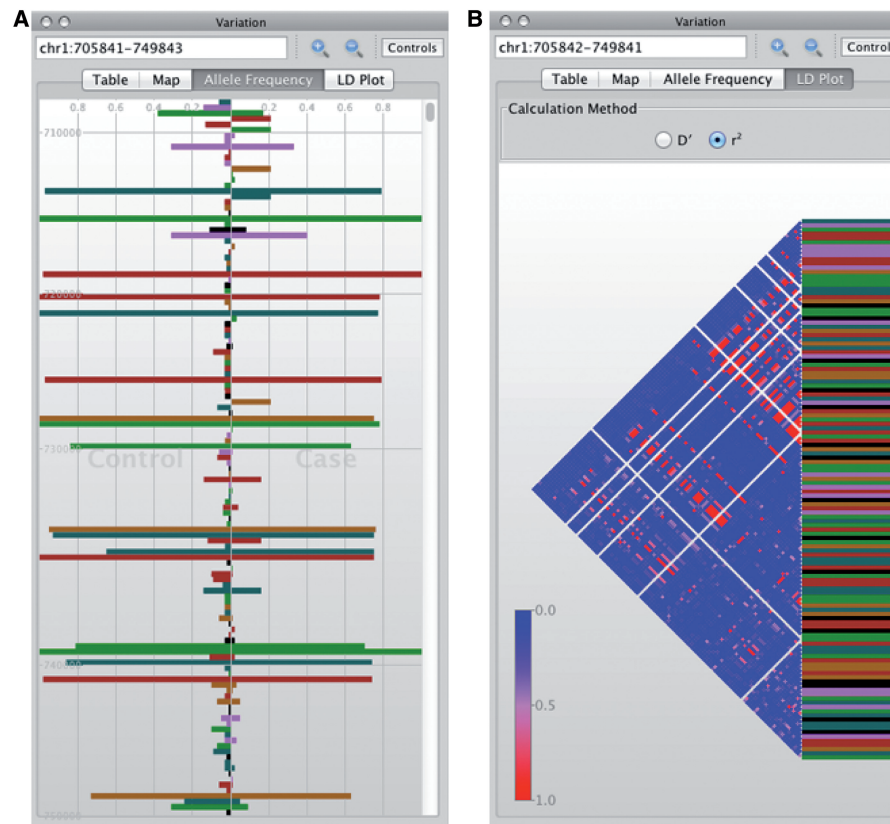 A
Variation
chr1:705841-749843
Controls
Table Map Allele Frequency LD Plot
0.8 0.6 0.4 0.2 0.2 0.4 0.6 0.8
710000
720000
730000
Control Case
740000
750000
B
Variation
chr1:705842-749841
Control
Table Map Allele Frequency LD Plot
Calculation Method
D′ r²
-0.0
-0.5
-1.0